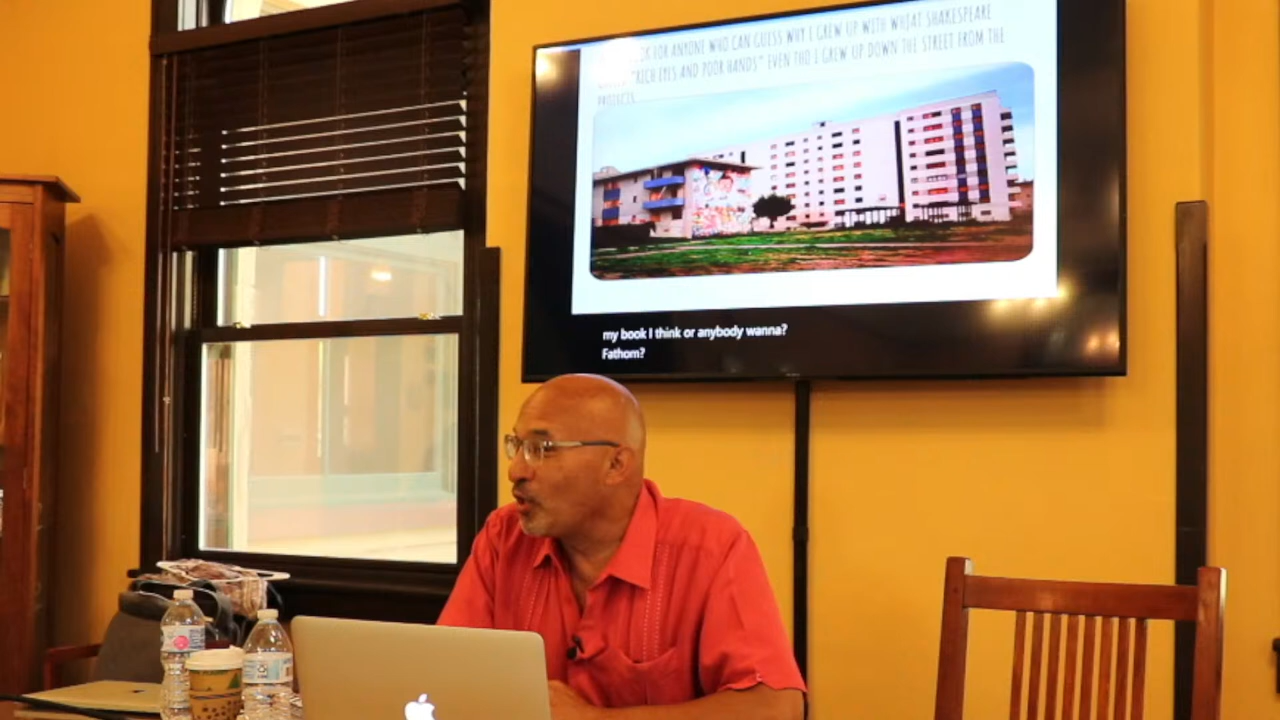 OK FOR ANYONE WHO CAN GUESS WHY I GREW UP WITH WHAT SHAKESPEARE
"RICH EYES AND POOR HANDS" EVEN THO I GREW UP DOWN THE STREET FROM THE
PROJECTS
my book I think or anybody wanna?
Fathom?